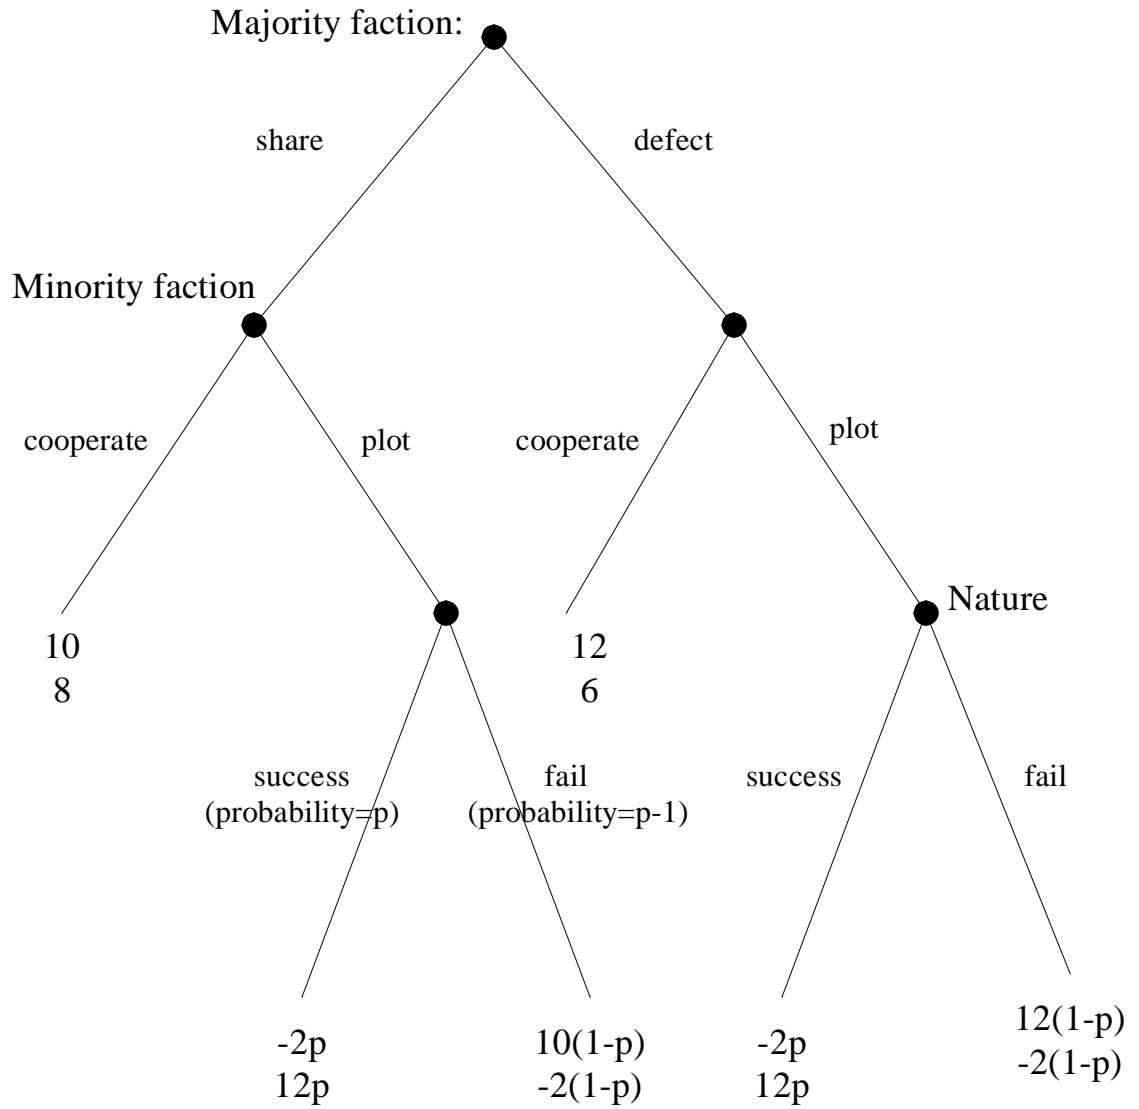 Majority faction:
share
defect
Minority faction
cooperate
plot
cooperate
plot
10
8
12
6
Nature
success
(probability=p)
fail
(probability=p-1)
success
fail
-2p
12p
10(1-p)
-2(1-p)
-2p
12p
12(1-p)
-2(1-p)